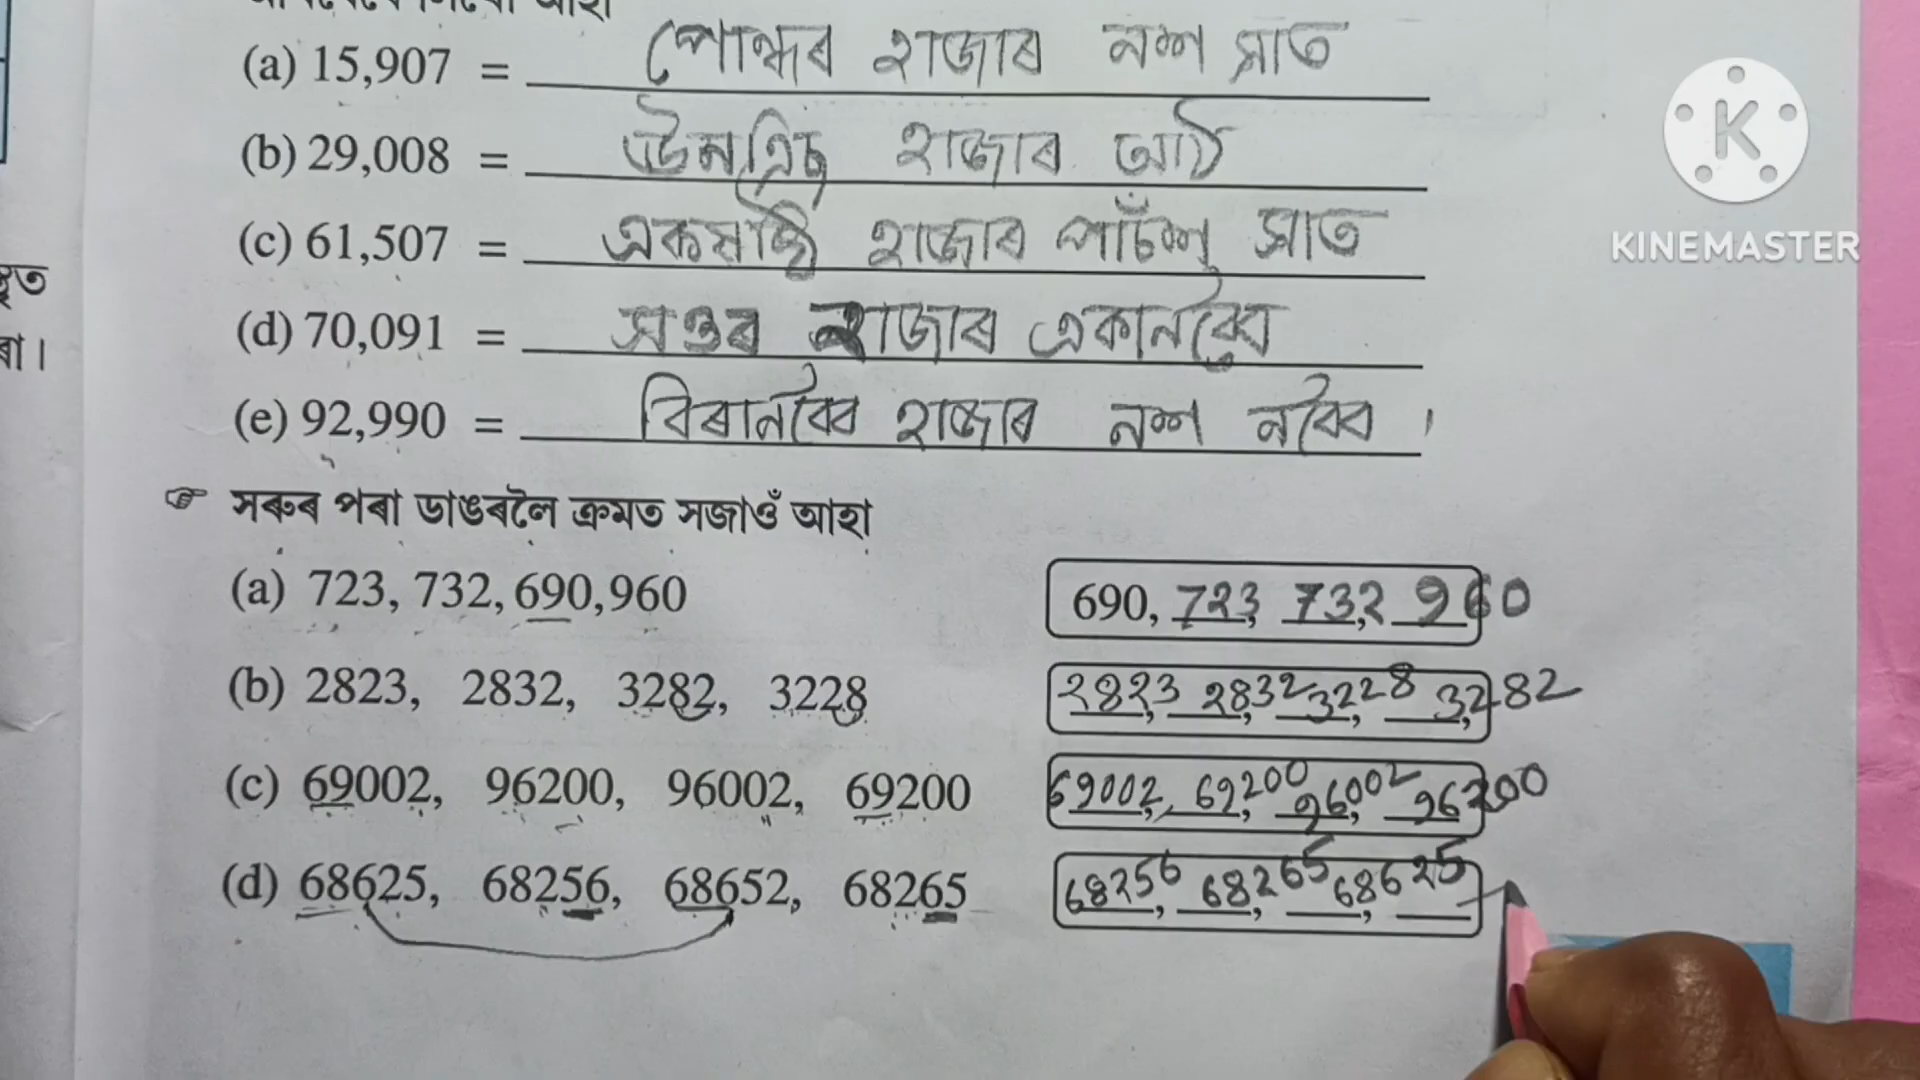 (a) 15,907 = পোন্ধৰ হাজাৰ নশ সাত
(b) 29,008 = ঊনত্ৰিছ হাজাৰ আঠ
(c) 61,507 = একষষ্ঠি হাজাৰ পাঁচশ সাত
(d) 70,091 = সত্তৰ হাজাৰ একানব্বৈ
(e) 92,990 = বিৰানব্বৈ হাজাৰ নশ নব্বৈ ।
K
KINEMASTER
ৰা।
☞ সৰুৰ পৰা ডাঙৰলৈ ক্ৰমত সজাওঁ আহা
(a) 723, 732, 690, 960 690, 723, 732, 960
(b) 2823, 2832, 3282, 3228 2823, 2832, 3228, 3282
(c) 69002, 96200, 96002, 69200 69002, 69200, 96002, 96200
(d) 68625, 68256, 68652, 68265 68256, 68265, 68625